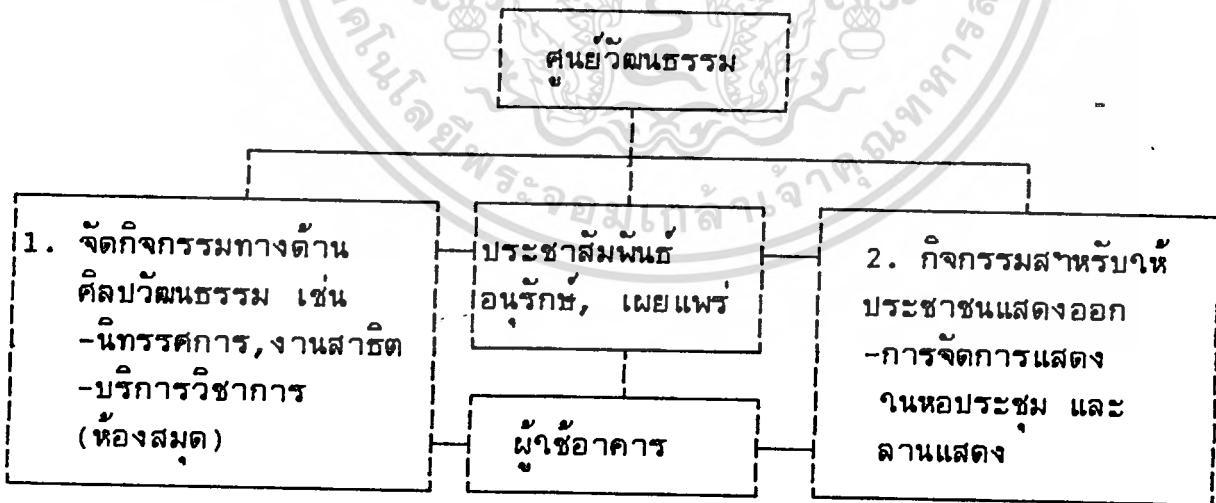 ศูนย์วัฒนธรรม
1. จัดกิจกรรมทางด้าน
ศิลปวัฒนธรรม เช่น
-นิทรรศการ,งานสาธิต
-บริการวิชาการ
(ห้องสมุด)
ประชาสัมพันธ์
อนุรักษ์, เผยแพร่
ผู้ใช้อาคาร
2. กิจกรรมสำหรับให้
ประชาชนแสดงออก
-การจัดการแสดง
ในหอประชุม และ
ลานแสดง